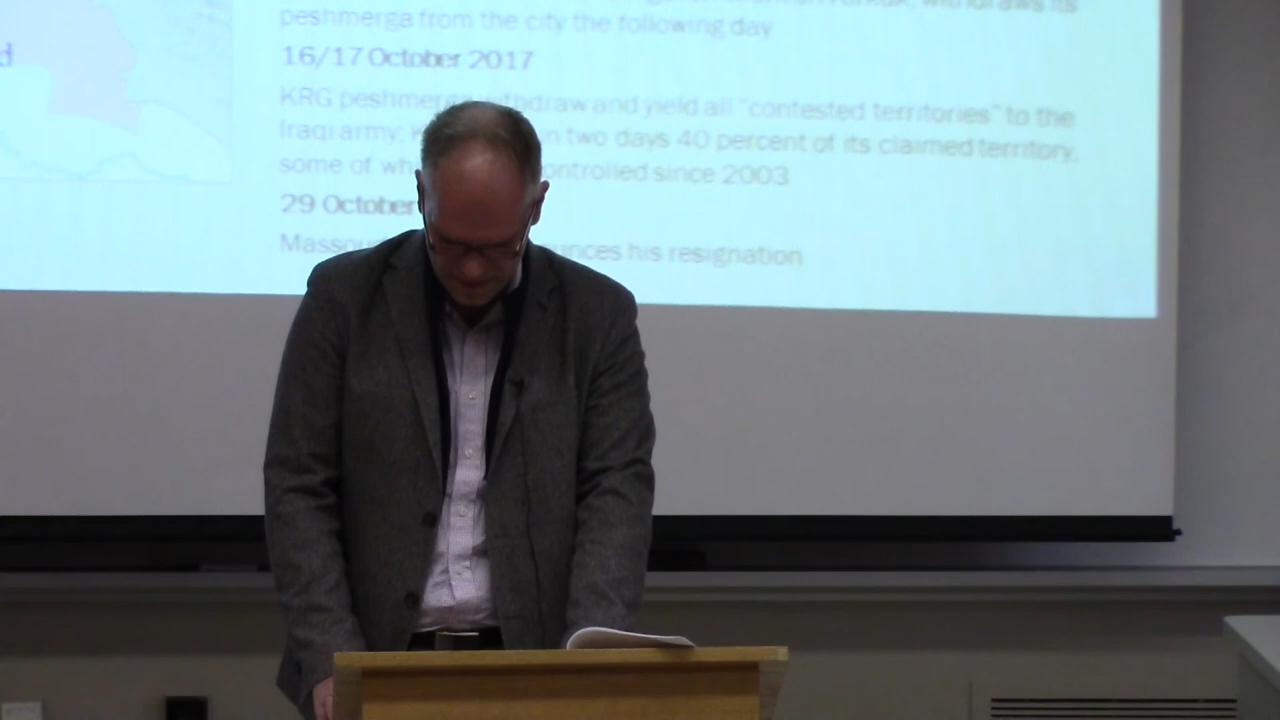 d
withdraws its
peshmerga from the city the following day
16/17 October 2017
KRG peshmerga withdraw and yield all "contested territories" to the
Iraqi army: in two days 40 percent of its claimed territory,
some of controlled since 2003
29 October
his resignation